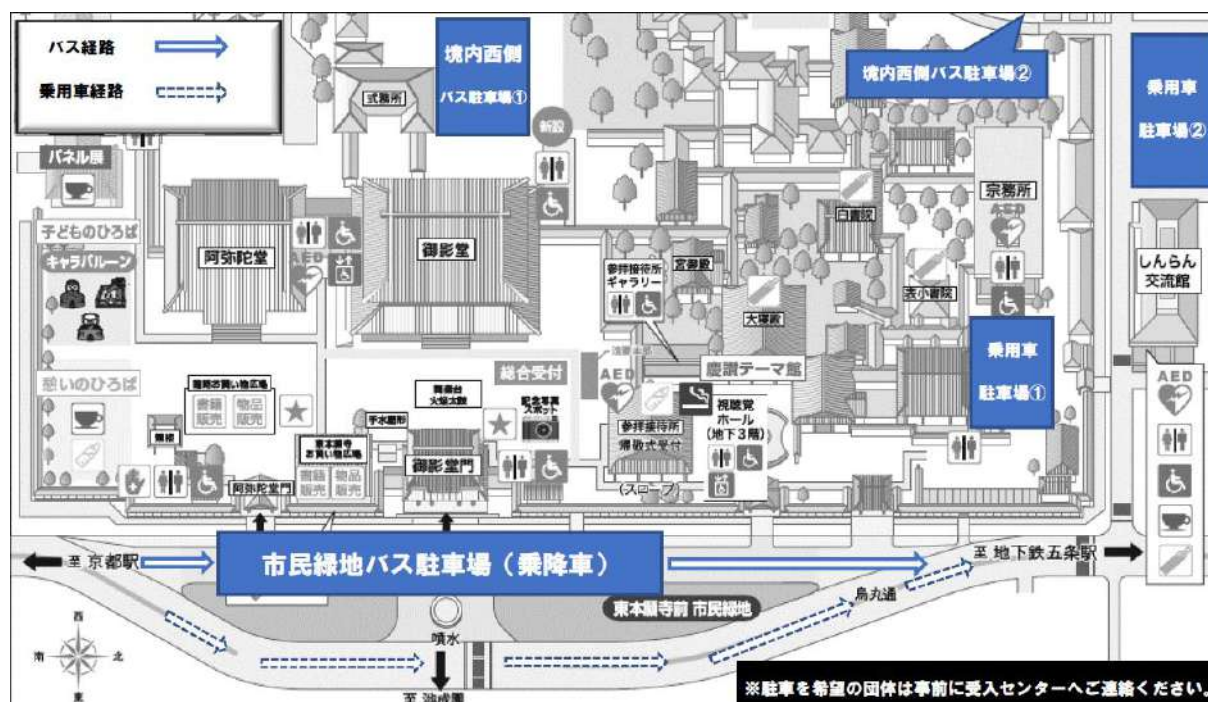 バス経路
乗用車経路
境内西側
バス駐車場①
境内西側バス駐車場②
乗用車
駐車場②
式務所
新設
パネル展
子どものひろば
キャラバルーン
阿弥陀堂
AED
御影堂
参拝接待所
ギャラリー
宮御殿
白書院
大寝殿
宗務所
AED
表小書院
しんらん
交流館
乗用車
駐車場①
憩いのひろば
書籍
販売
物品
販売
手水屋形
総合受付
記念写真
スポット
AED
慶讃テーマ館
視聴覚
ホール
(地下3階)
参拝接待所
帰敬式受付
(スロープ)
東本願寺
お買い物広場
書籍
販売
物品
販売
阿弥陀堂門
御影堂門
AED
至 京都駅
市民緑地バス駐車場(乗降車)
至 地下鉄五条駅
東本願寺前 市民緑地
烏丸通
噴水
西
南
北
東
※駐車を希望の団体は事前に受入センターへご連絡ください。